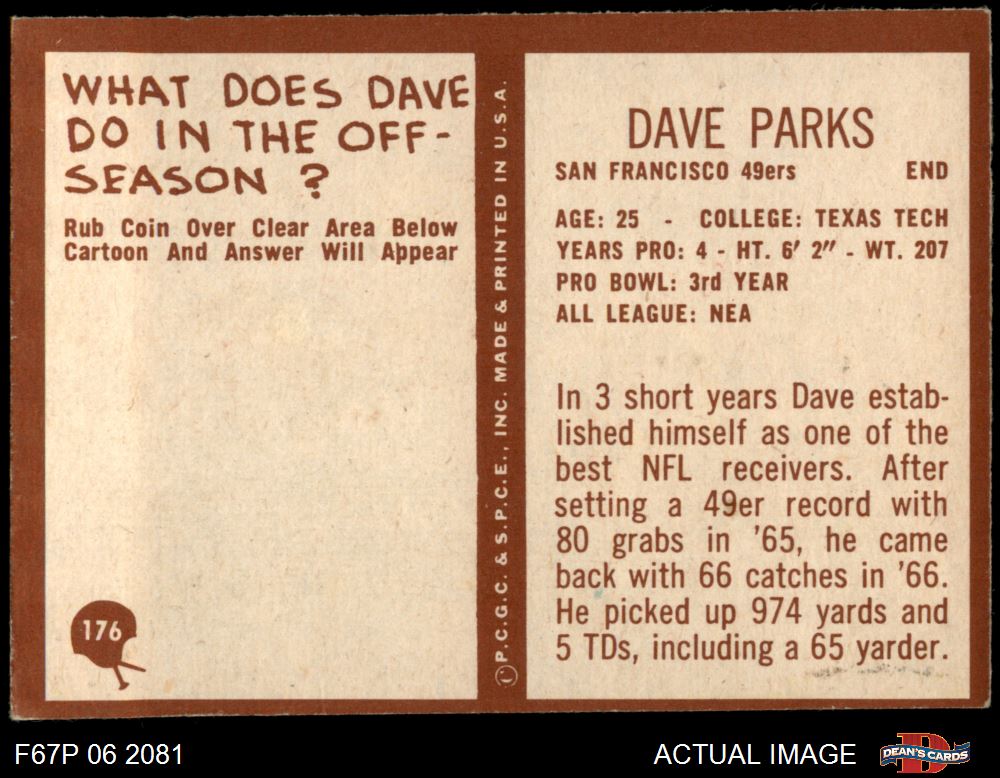 WHAT DOES DAVE
DO IN THE OFF-
SEASON ?
Rub Coin Over Clear Area Below
Cartoon And Answer Will Appear
176
©P.C.G.C. & S.P.C.E., INC. MADE & PRINTED IN U.S.A.
DAVE PARKS
SAN FRANCISCO 49ers END
AGE: 25 - COLLEGE: TEXAS TECH
YEARS PRO: 4 - HT. 6′ 2″ - WT. 207
PRO BOWL: 3rd YEAR
ALL LEAGUE: NEA
In 3 short years Dave estab-
lished himself as one of the
best NFL receivers. After
setting a 49er record with
80 grabs in '65, he came
back with 66 catches in '66.
He picked up 974 yards and
5 TDs, including a 65 yarder.
F67P 06 2081
ACTUAL IMAGE
DEAN'S CARDS